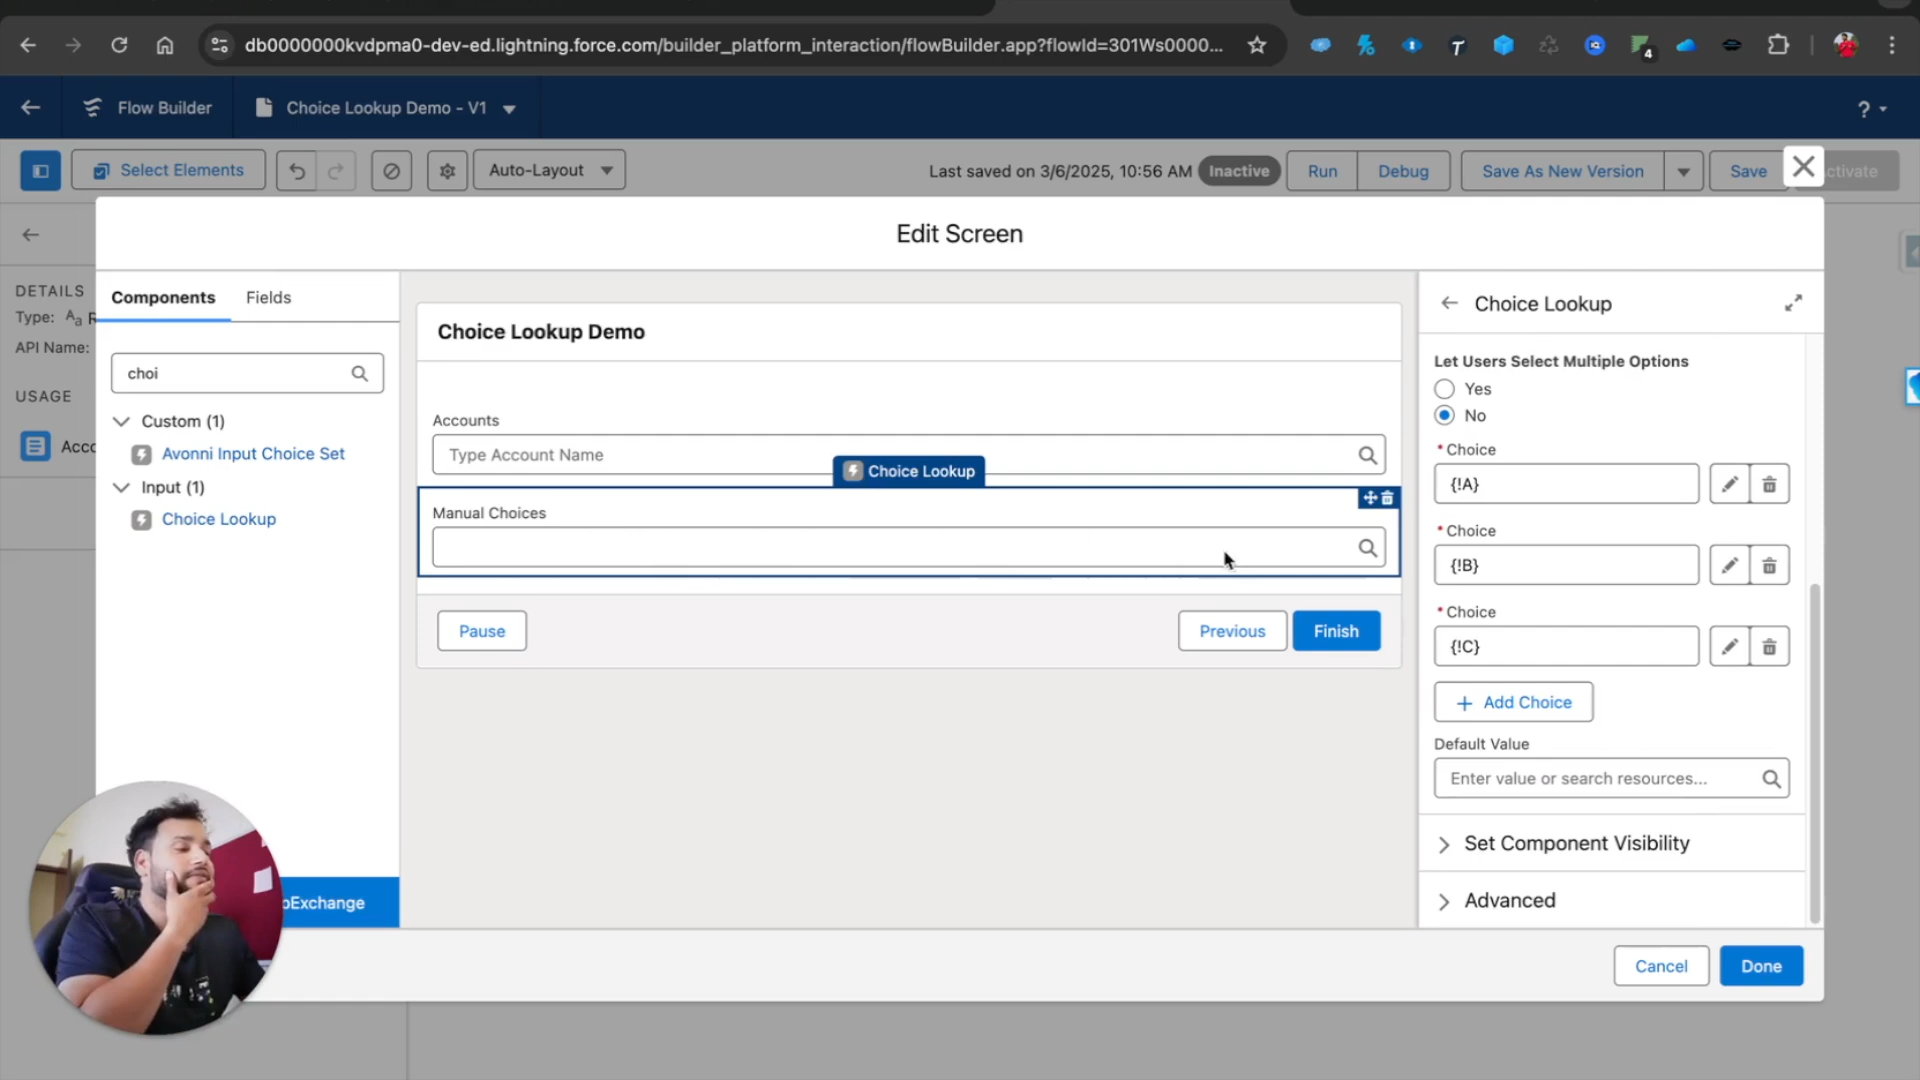 db0000000kvdpma0-dev-ed.lightning.force.com/builder_platform_interaction/flowBuilder.app?flowId=301Ws0000...
4
Flow Builder
Choice Lookup Demo - V1
?
Select Elements
Auto-Layout
Last saved on 3/6/2025, 10:56 AM
Inactive
Run
Debug
Save As New Version
Save
ctivate
Edit Screen
DETAILS
Type: Aa R
API Name:
USAGE
Acco
Components
Fields
choi
Custom (1)
Avonni Input Choice Set
Input (1)
Choice Lookup
oExchange
Choice Lookup Demo
Accounts
Type Account Name
Choice Lookup
Manual Choices
Pause
Previous
Finish
Choice Lookup
Let Users Select Multiple Options
Yes
No
* Choice
{!A}
* Choice
{!B}
* Choice
{!C}
+ Add Choice
Default Value
Enter value or search resources...
Set Component Visibility
Advanced
Cancel
Done